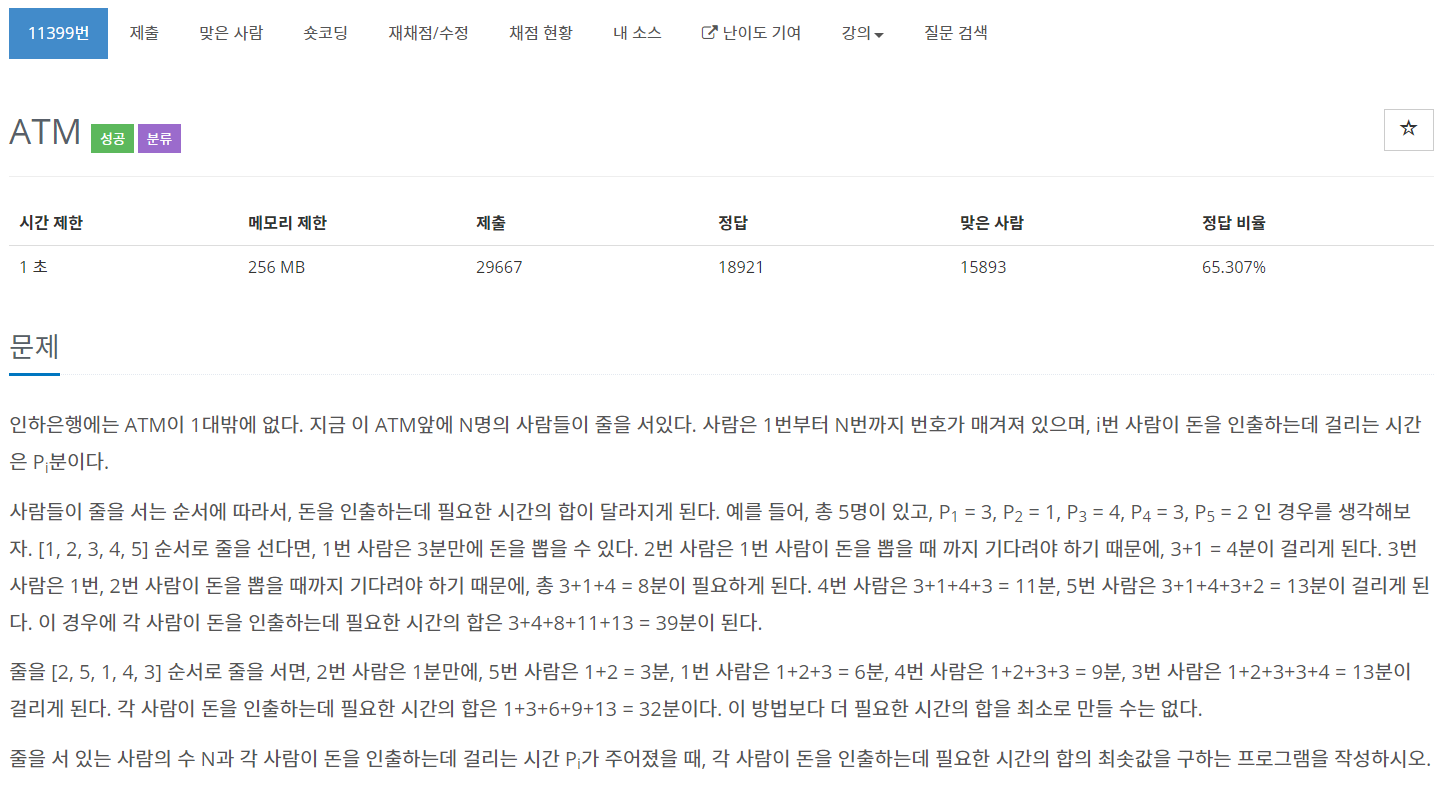 11399번 제출 맞은 사람 숏코딩 재채점/수정 채점 현황 내 소스 난이도 기여 강의 질문 검색
ATM 성공 분류
시간 제한 메모리 제한 제출 정답 맞은 사람 정답 비율
1 초 256 MB 29667 18921 15893 65.307%
문제
인하은행에는 ATM이 1대밖에 없다. 지금 이 ATM앞에 N명의 사람들이 줄을 서있다. 사람은 1번부터 N번까지 번호가 매겨져 있으며, i번 사람이 돈을 인출하는데 걸리는 시간
은 Pi분이다.
사람들이 줄을 서는 순서에 따라서, 돈을 인출하는데 필요한 시간의 합이 달라지게 된다. 예를 들어, 총 5명이 있고, P1 = 3, P2 = 1, P3 = 4, P4 = 3, P5 = 2 인 경우를 생각해보
자. [1, 2, 3, 4, 5] 순서로 줄을 선다면, 1번 사람은 3분만에 돈을 뽑을 수 있다. 2번 사람은 1번 사람이 돈을 뽑을 때 까지 기다려야 하기 때문에, 3+1 = 4분이 걸리게 된다. 3번
사람은 1번, 2번 사람이 돈을 뽑을 때까지 기다려야 하기 때문에, 총 3+1+4 = 8분이 필요하게 된다. 4번 사람은 3+1+4+3 = 11분, 5번 사람은 3+1+4+3+2 = 13분이 걸리게 된
다. 이 경우에 각 사람이 돈을 인출하는데 필요한 시간의 합은 3+4+8+11+13 = 39분이 된다.
줄을 [2, 5, 1, 4, 3] 순서로 줄을 서면, 2번 사람은 1분만에, 5번 사람은 1+2 = 3분, 1번 사람은 1+2+3 = 6분, 4번 사람은 1+2+3+3 = 9분, 3번 사람은 1+2+3+3+4 = 13분이
걸리게 된다. 각 사람이 돈을 인출하는데 필요한 시간의 합은 1+3+6+9+13 = 32분이다. 이 방법보다 더 필요한 시간의 합을 최소로 만들 수는 없다.
줄을 서 있는 사람의 수 N과 각 사람이 돈을 인출하는데 걸리는 시간 Pi가 주어졌을 때, 각 사람이 돈을 인출하는데 필요한 시간의 합의 최솟값을 구하는 프로그램을 작성하시오.